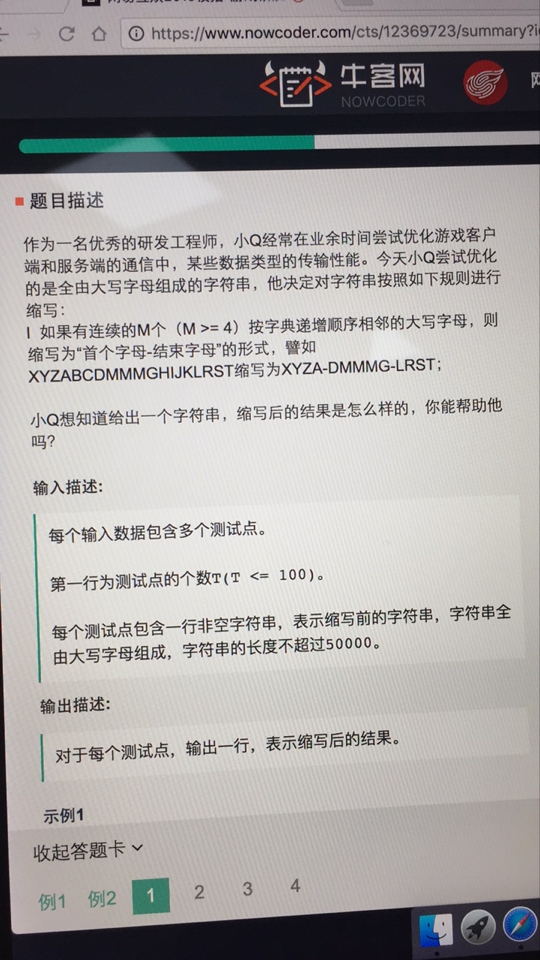 https://www.nowcoder.com/cts/12369723/summary?i
牛客网
NOWCODER
网
题目描述
作为一名优秀的研发工程师，小Q经常在业余时间尝试优化游戏客户
端和服务端的通信中，某些数据类型的传输性能。今天小Q尝试优化
的是全由大写字母组成的字符串，他决定对字符串按照如下规则进行
缩写：
l 如果有连续的M个（M >= 4）按字典递增顺序相邻的大写字母，则
缩写为“首个字母-结束字母”的形式，譬如
XYZABCDMMMGHIJKLRST缩写为XYZA-DMMMG-LRST；
小Q想知道给出一个字符串，缩写后的结果是怎么样的，你能帮助他
吗？
输入描述:
每个输入数据包含多个测试点。
第一行为测试点的个数T(T <= 100)。
每个测试点包含一行非空字符串，表示缩写前的字符串，字符串全
由大写字母组成，字符串的长度不超过50000。
输出描述:
对于每个测试点，输出一行，表示缩写后的结果。
示例1
收起答题卡
例1 例2 1 2 3 4